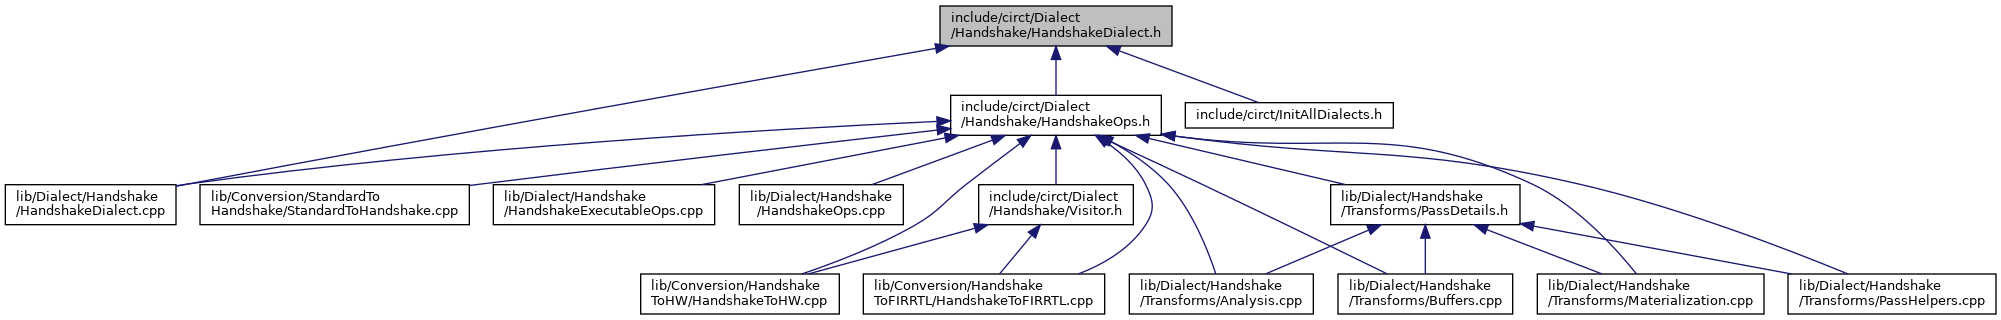 include/circt/Dialect
/Handshake/HandshakeDialect.h
include/circt/Dialect
/Handshake/HandshakeOps.h
include/circt/InitAllDialects.h
lib/Dialect/Handshake
/HandshakeDialect.cpp
lib/Conversion/StandardTo
Handshake/StandardToHandshake.cpp
lib/Dialect/Handshake
/HandshakeExecutableOps.cpp
lib/Dialect/Handshake
/HandshakeOps.cpp
include/circt/Dialect
/Handshake/Visitor.h
lib/Dialect/Handshake
/Transforms/PassDetails.h
lib/Conversion/Handshake
ToHW/HandshakeToHW.cpp
lib/Conversion/Handshake
ToFIRRTL/HandshakeToFIRRTL.cpp
lib/Dialect/Handshake
/Transforms/Analysis.cpp
lib/Dialect/Handshake
/Transforms/Buffers.cpp
lib/Dialect/Handshake
/Transforms/Materialization.cpp
lib/Dialect/Handshake
/Transforms/PassHelpers.cpp